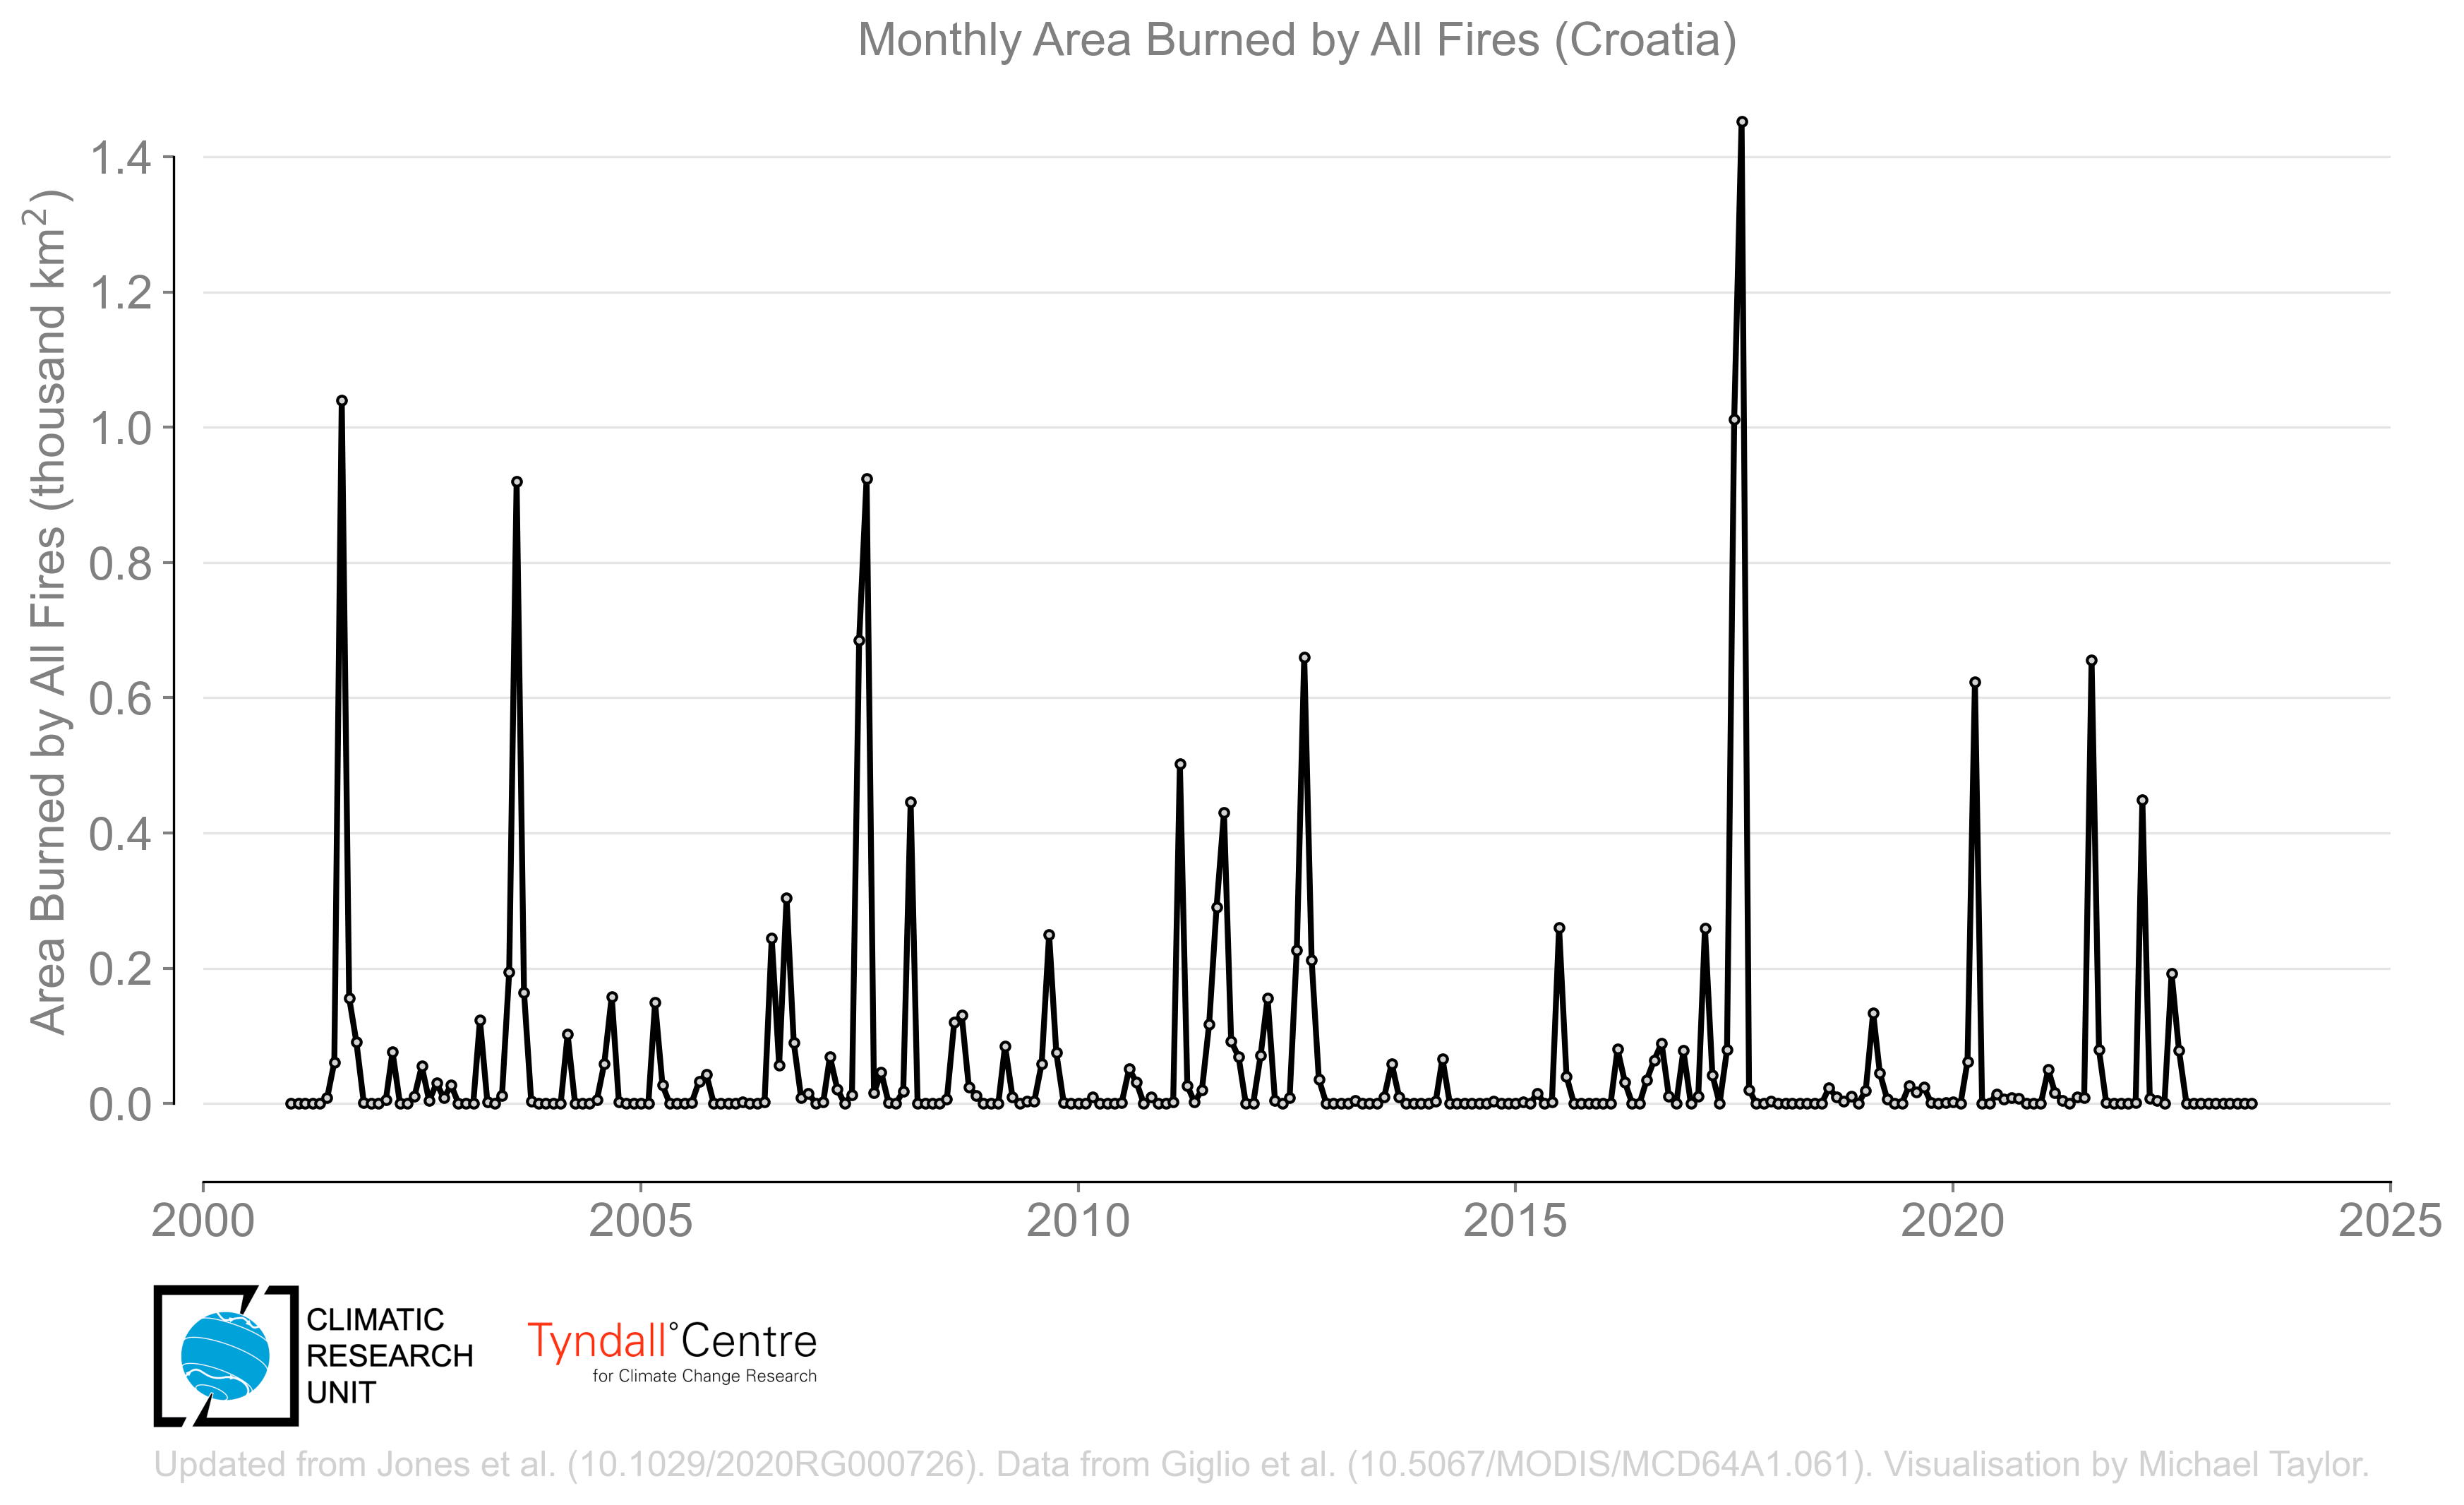 Monthly Area Burned by All Fires (Croatia)
Area Burned by All Fires (thousand km²)
1.4
1.2
1.0
0.8
0.6
0.4
0.2
0.0
2000
2005
2010
2015
2020
2025
CLIMATIC
RESEARCH
UNIT
Tyndall°Centre
for Climate Change Research
Updated from Jones et al. (10.1029/2020RG000726). Data from Giglio et al. (10.5067/MODIS/MCD64A1.061). Visualisation by Michael Taylor.